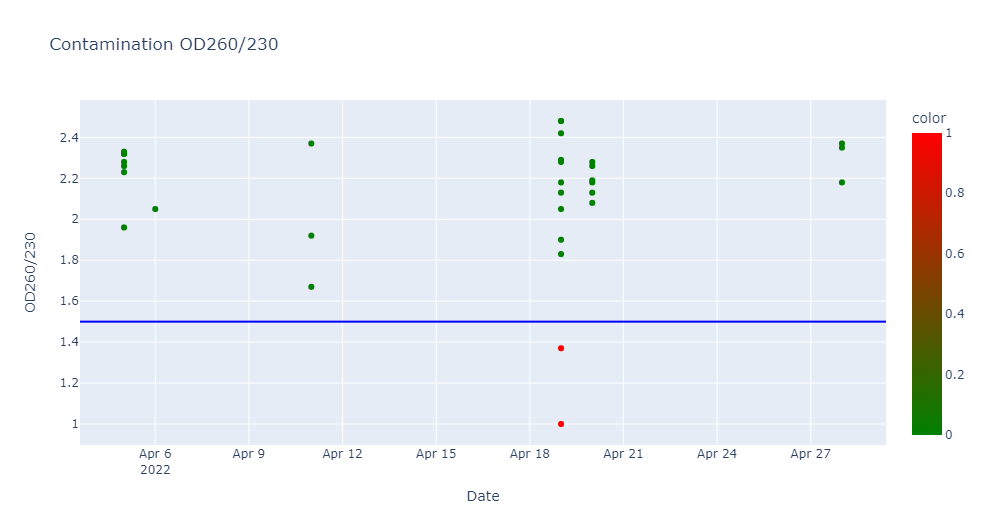 Contamination OD260/230
color
1
0.8
0.6
0.4
0.2
0
OD260/230
2.4
2.2
2
1.8
1.6
1.4
1.2
1
Apr 6
2022
Apr 9
Apr 12
Apr 15
Apr 18
Apr 21
Apr 24
Apr 27
Date